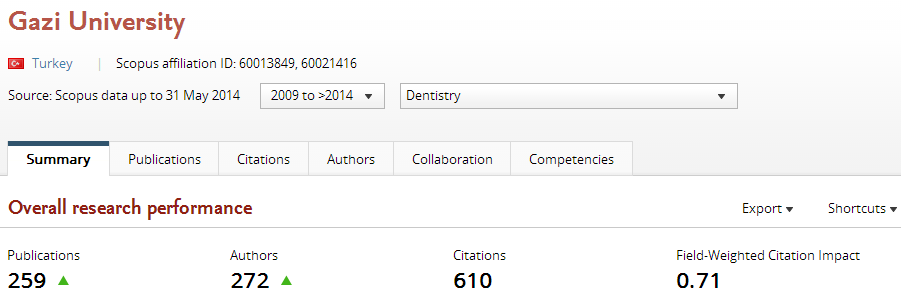 Gazi University
Turkey | Scopus affiliation ID: 60013849, 60021416
Source: Scopus data up to 31 May 2014 2009 to >2014 Dentistry
Summary Publications Citations Authors Collaboration Competencies
Overall research performance Export Shortcuts
Publications Authors Citations Field-Weighted Citation Impact
259 272 610 0.71